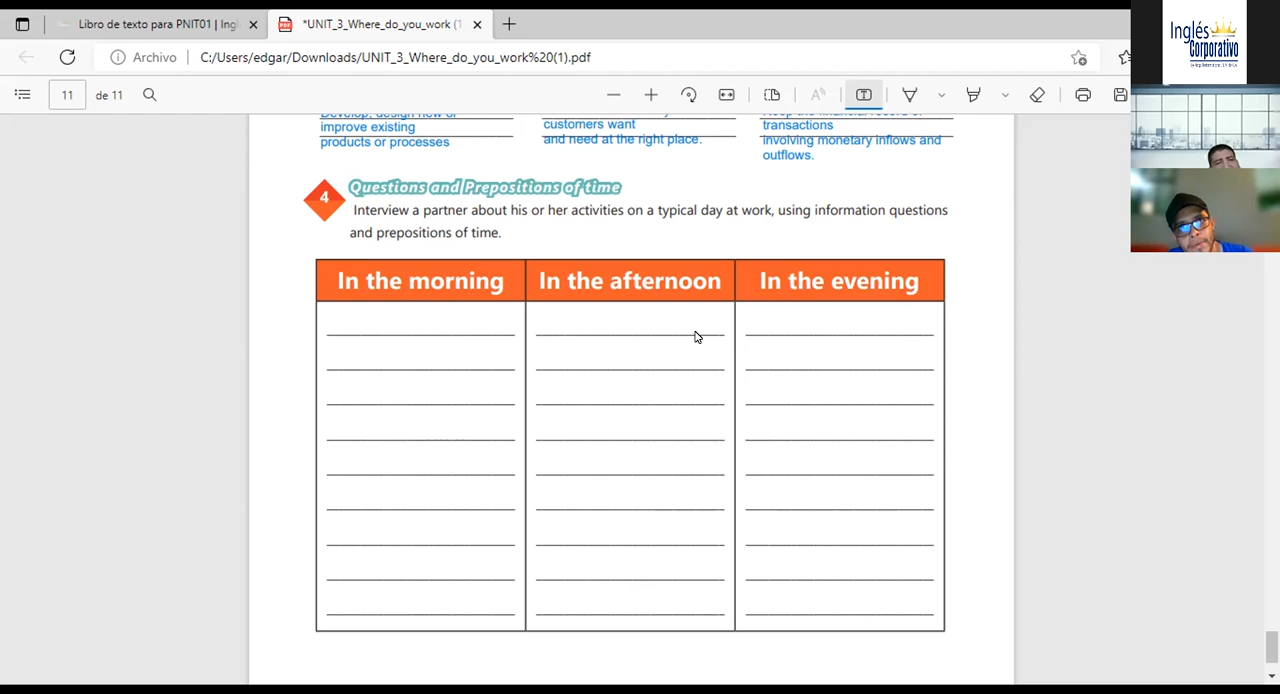 Libro de texto para PNIT01 | Ingl
*UNIT_3_Where_do_you_work (1
Archivo
C:/Users/edgar/Downloads/UNIT_3_Where_do_you_work%20(1).pdf
11
de 11
Inglés
Corporativo
improve existing
products or processes
customers want
and need at the right place.
transactions
involving monetary inflows and
outflows.
4
Questions and Prepositions of time
Interview a partner about his or her activities on a typical day at work, using information questions
and prepositions of time.
In the morning
In the afternoon
In the evening